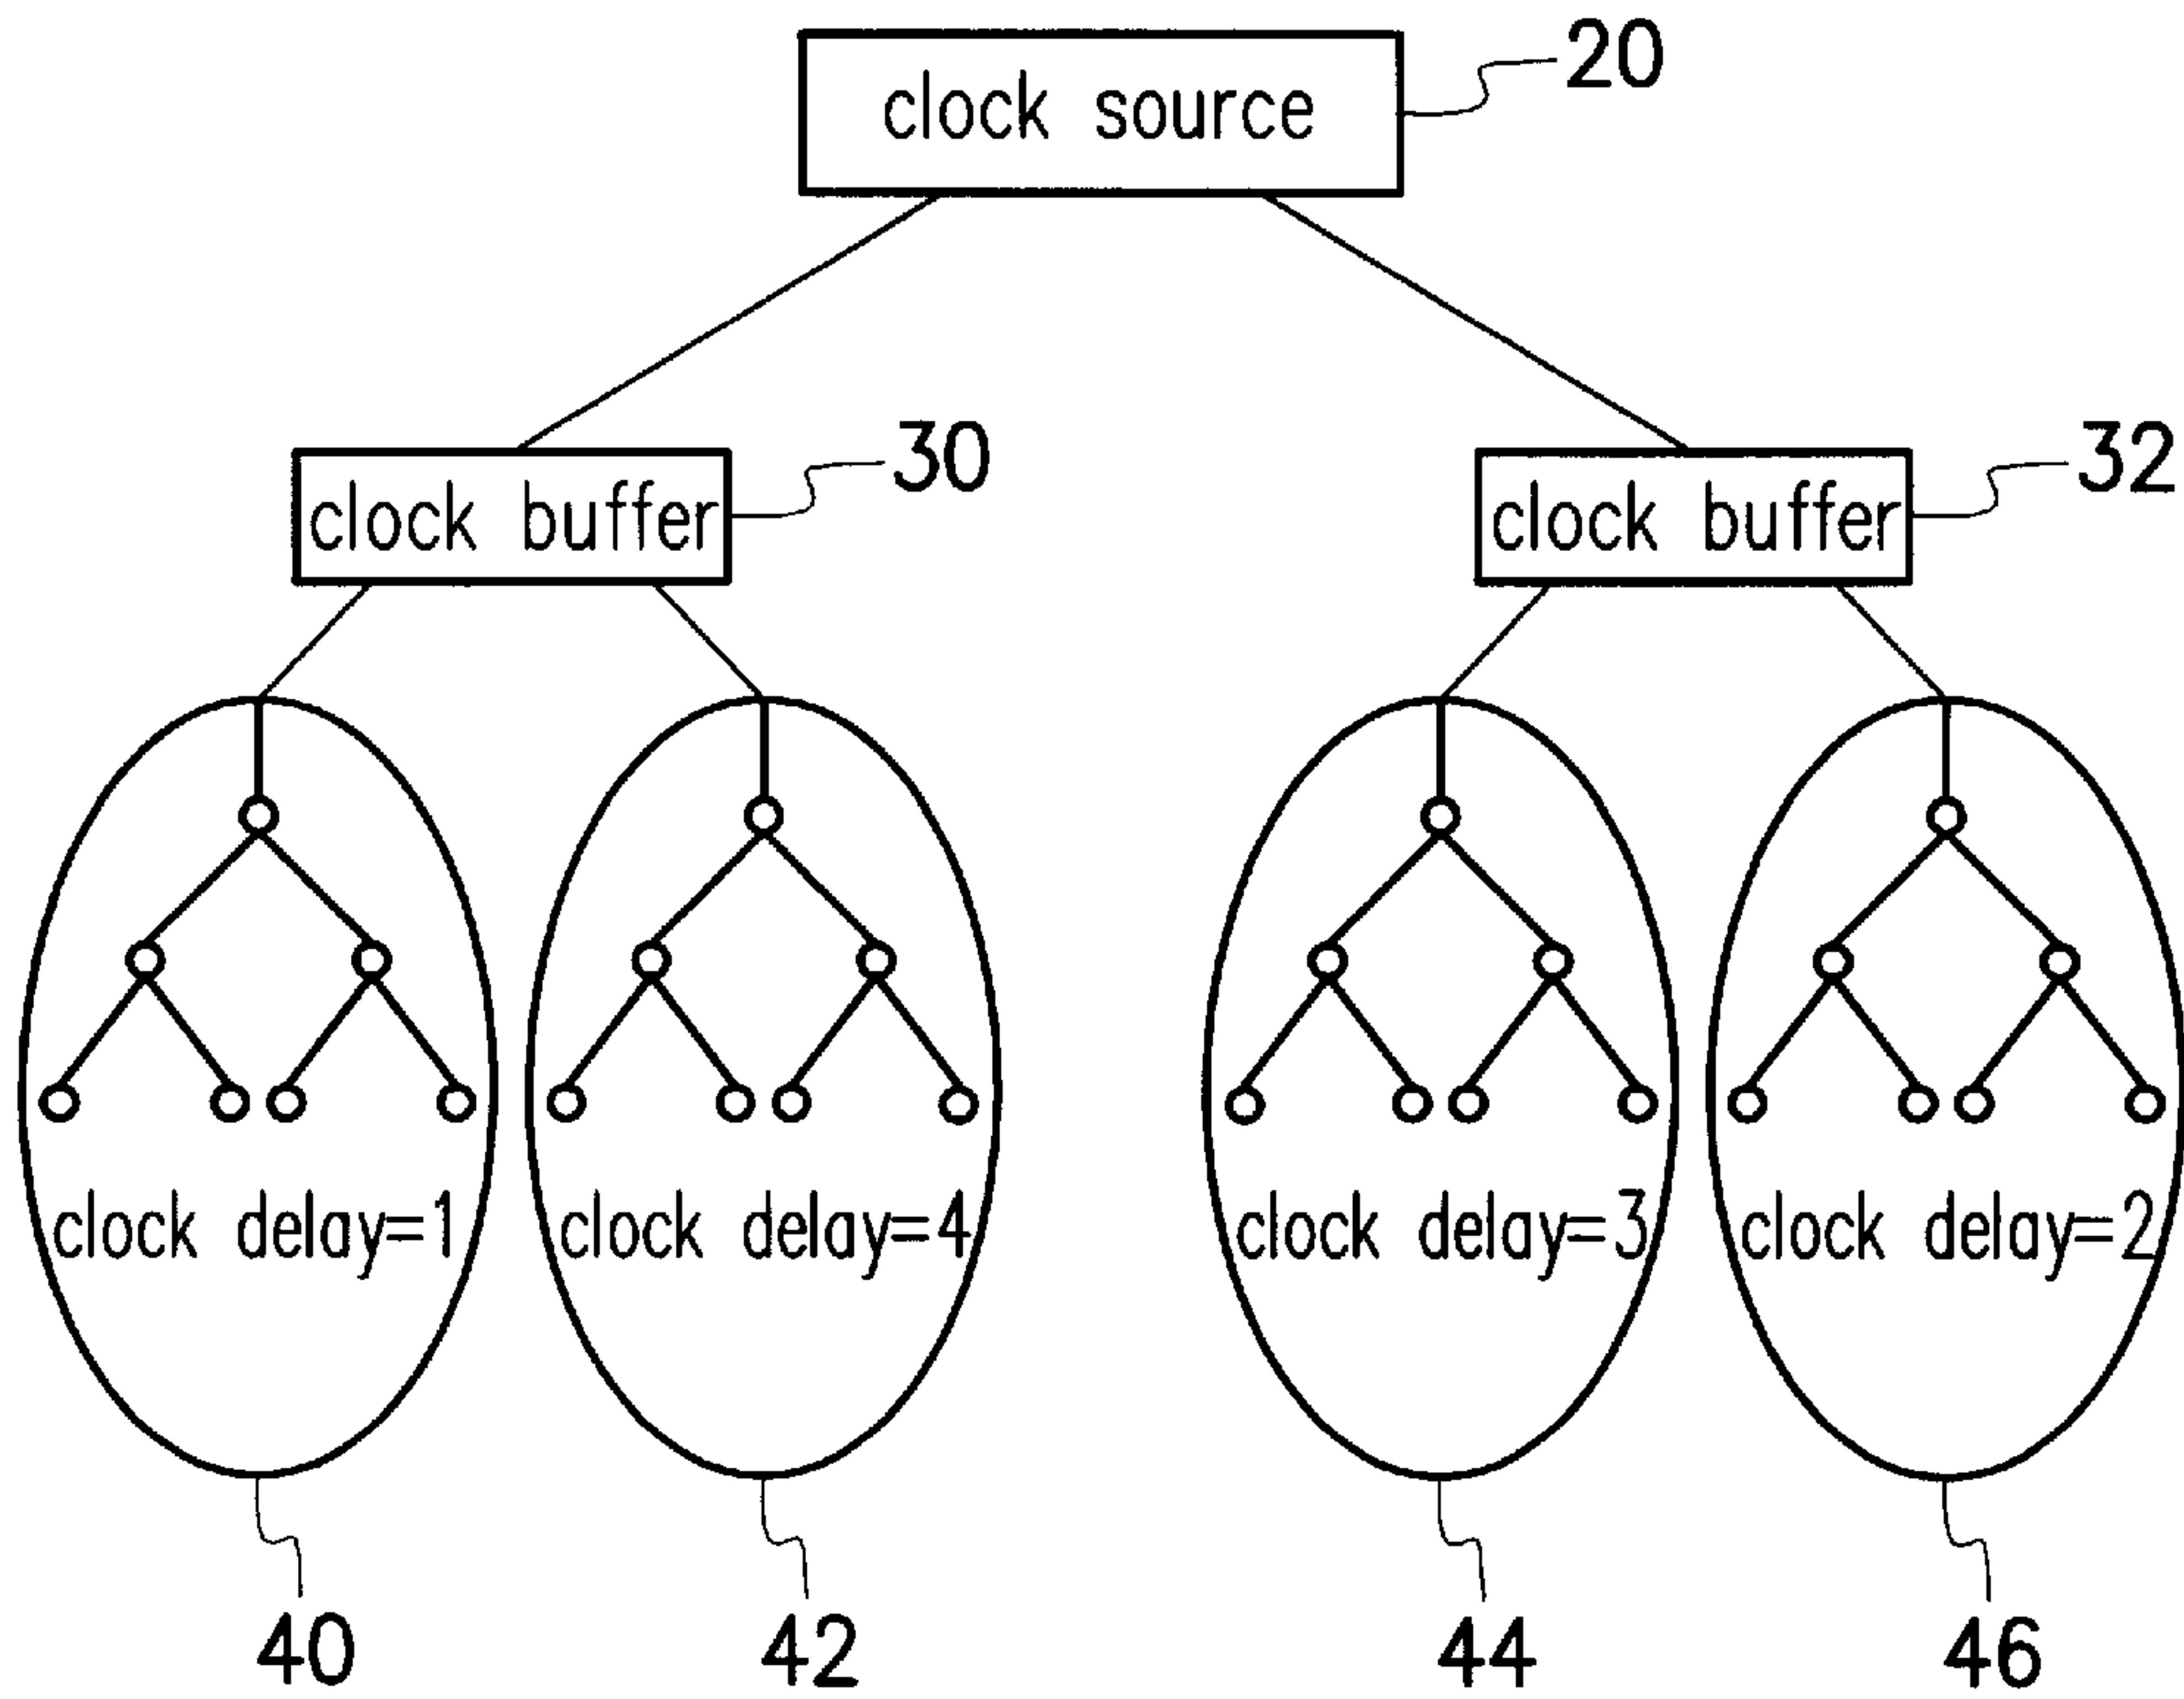 clock source
20
clock buffer
30
clock buffer
32
clock delay=1
clock delay=4
clock delay=3
clock delay=2
40
42
44
46